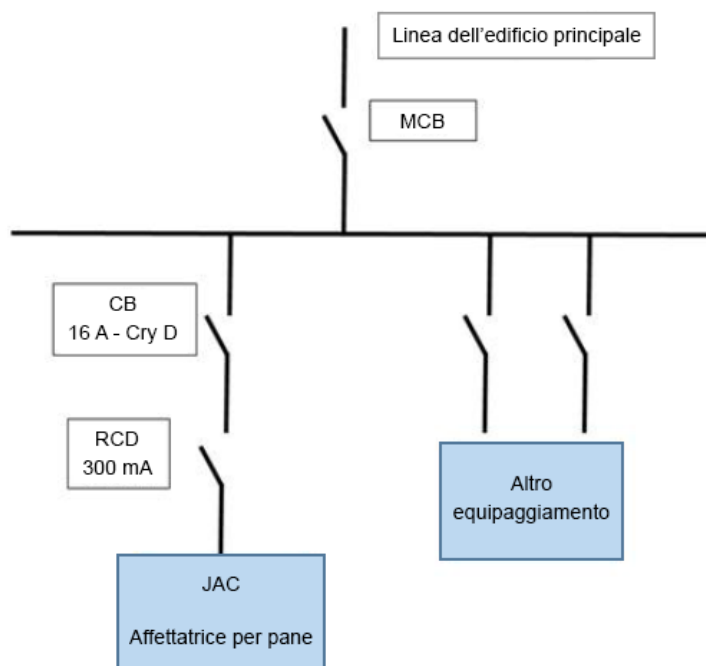 Linea dell'edificio principale
MCB
CB
16 A - Cry D
RCD
300 mA
Altro
equipaggiamento
JAC
Affettatrice per pane